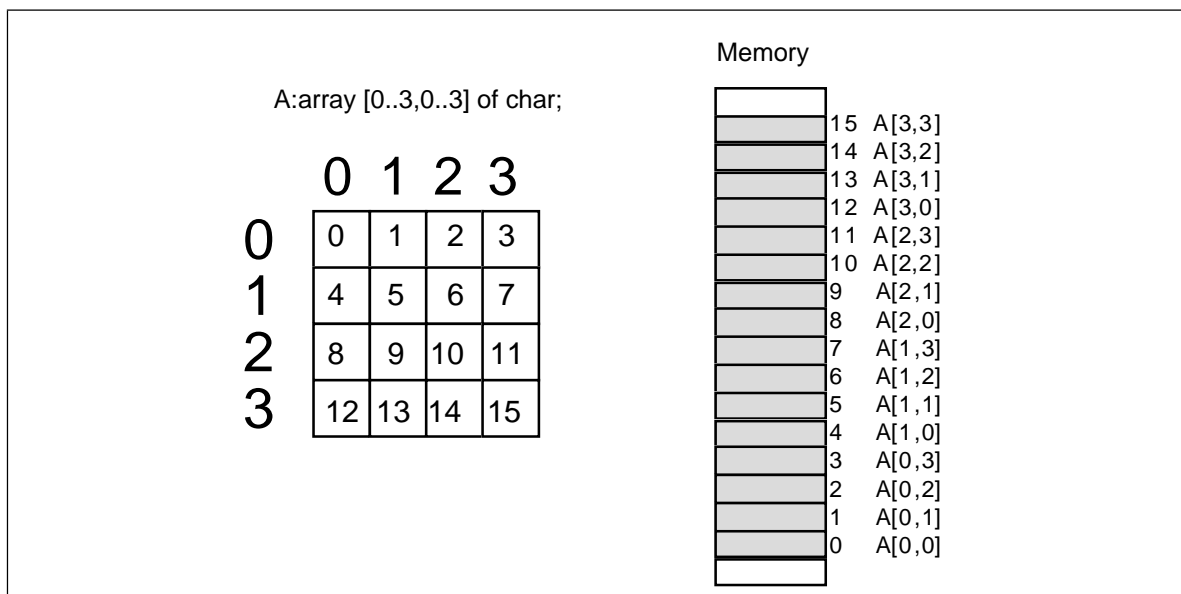 A:array [0..3,0..3] of char;
0 1 2 3
0 0 1 2 3
1 4 5 6 7
2 8 9 10 11
3 12 13 14 15
Memory
15 A[3,3]
14 A[3,2]
13 A[3,1]
12 A[3,0]
11 A[2,3]
10 A[2,2]
9 A[2,1]
8 A[2,0]
7 A[1,3]
6 A[1,2]
5 A[1,1]
4 A[1,0]
3 A[0,3]
2 A[0,2]
1 A[0,1]
0 A[0,0]